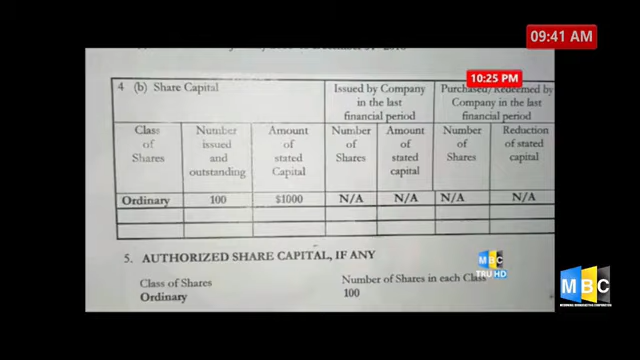 09:41 AM
10:25 PM
4 (b) Share Capital
Issued by Company
in the last
financial period
Purchased/Redeemed by
Company in the last
financial period
Class
of
Shares
Number
issued
and
outstanding
Amount
of
stated
Capital
Number
of
Shares
Amount
of
stated
capital
Number
of
Shares
Reduction
of stated
capital
Ordinary 100 $1000 N/A N/A N/A N/A
5. AUTHORIZED SHARE CAPITAL, IF ANY
Class of Shares Number of Shares in each Class
Ordinary 100
MBC
TRU HD
MBC